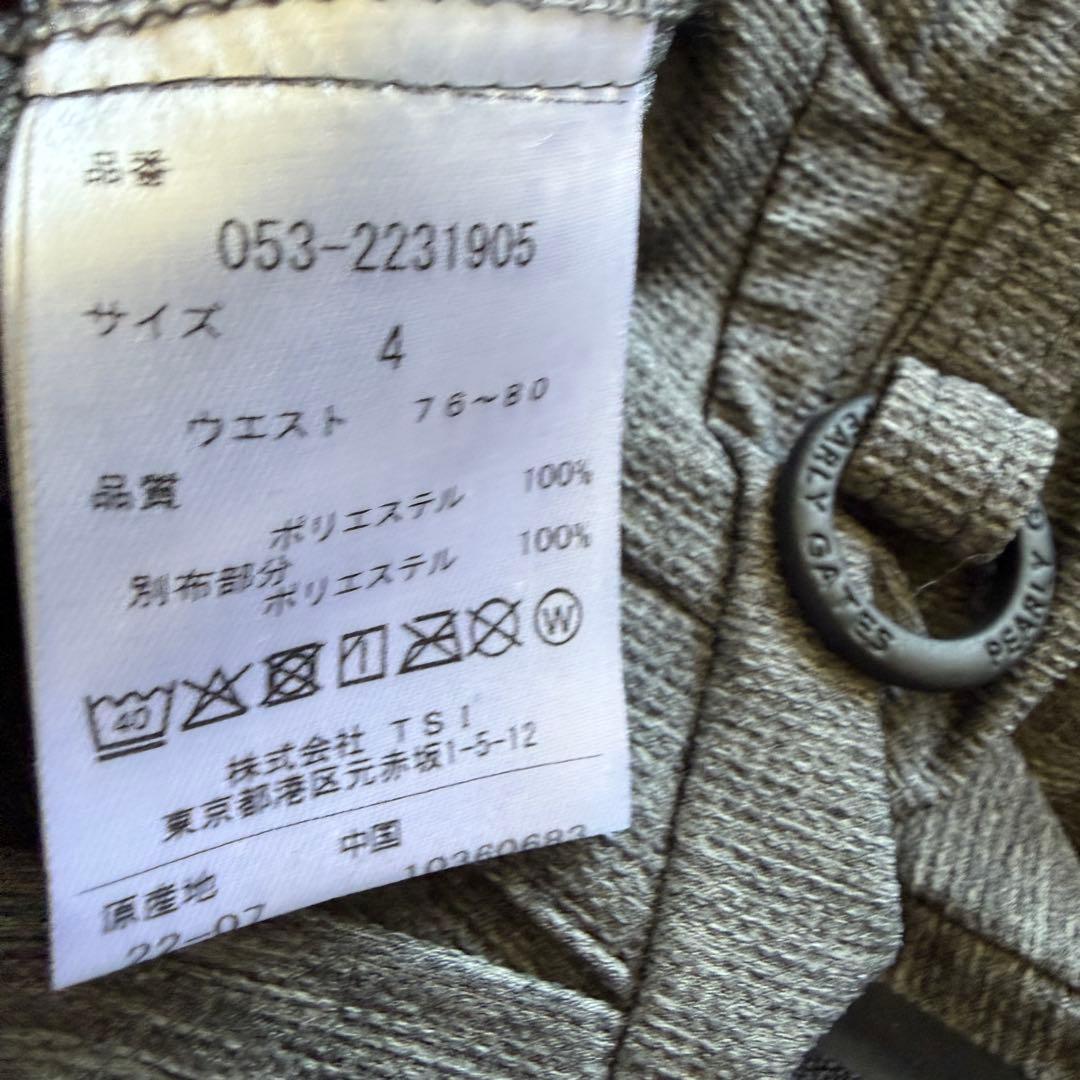 品番
053-2231905
サイズ
4
ウエスト 76~80
品質
ポリエステル 100%
別布部分
ポリエステル 100%
40
W
株式会社 TSI
東京都港区元赤坂1-5-12
中国
原産地
22-07 10360683
PEARLY GATES
PEARLY G